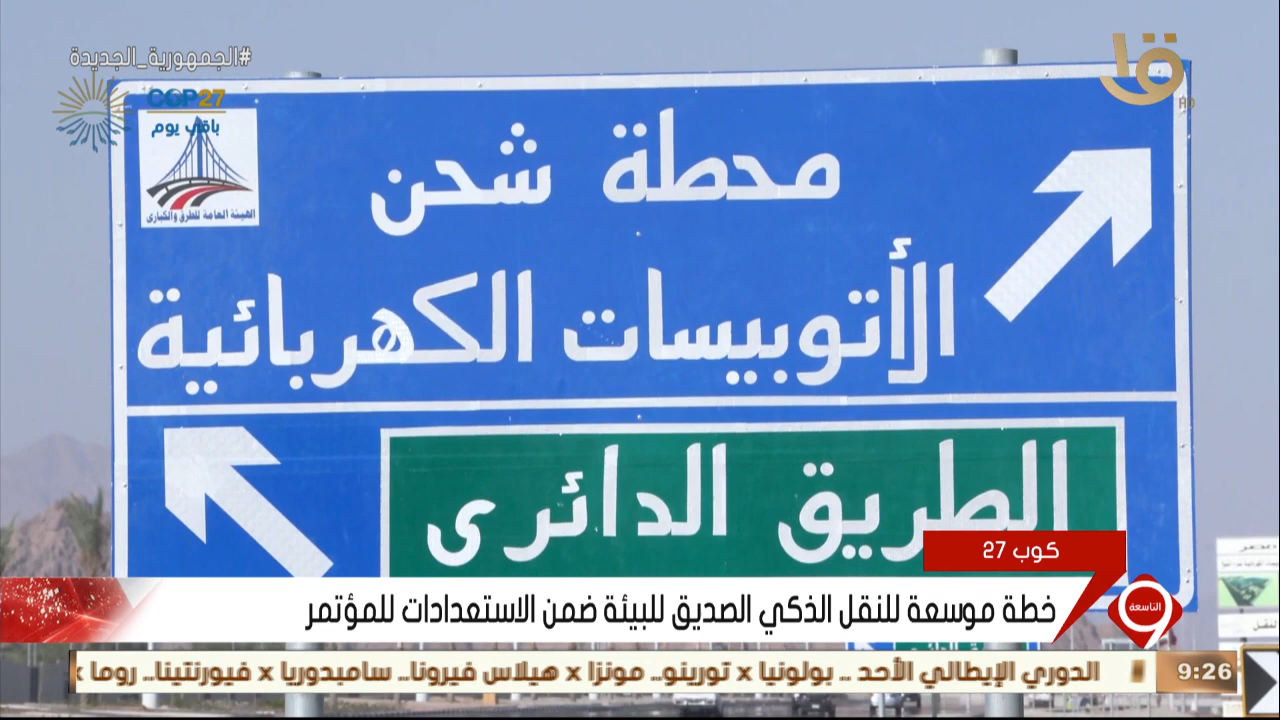 #الجمهورية_الجديدة
COP27
باقي يوم
الهيئة العامة للطرق والكبارى
محطة شحن
الأتوبيسات الكهربائية
الطريق الدائرى
كوب 27
خطة موسعة للنقل الذكي الصديق للبيئة ضمن الاستعدادات للمؤتمر
التاسعة
9:26
الدوري الإيطالي الأحد .. بولونيا x تورينو.. مونزا x هيلاس فيرونا.. سامبدوريا x فيورنتينا.. روما x